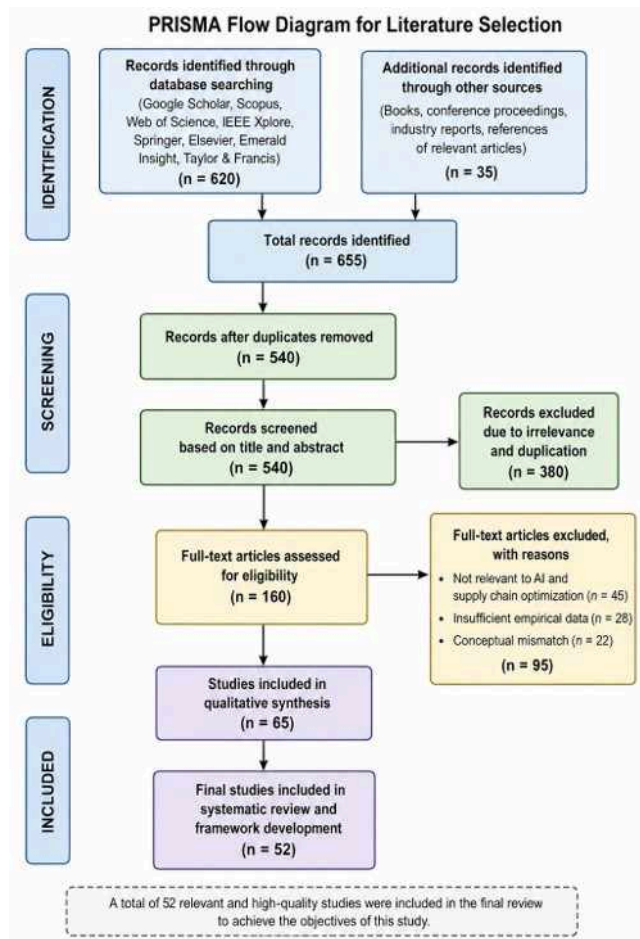 PRISMA Flow Diagram for Literature Selection
IDENTIFICATION
Records identified through
database searching
(Google Scholar, Scopus,
Web of Science, IEEE Xplore,
Springer, Elsevier, Emerald
Insight, Taylor & Francis)
(n = 620)
Additional records identified
through other sources
(Books, conference proceedings,
industry reports, references
of relevant articles)
(n = 35)
Total records identified
(n = 655)
SCREENING
Records after duplicates removed
(n = 540)
Records screened
based on title and abstract
(n = 540)
Records excluded
due to irrelevance
and duplication
(n = 380)
ELIGIBILITY
Full-text articles assessed
for eligibility
(n = 160)
Full-text articles excluded,
with reasons
• Not relevant to AI and
supply chain optimization (n = 45)
• Insufficient empirical data (n = 28)
• Conceptual mismatch (n = 22)
(n = 95)
Studies included in
qualitative synthesis
(n = 65)
INCLUDED
Final studies included in
systematic review and
framework development
(n = 52)
A total of 52 relevant and high-quality studies were included in the final review
to achieve the objectives of this study.